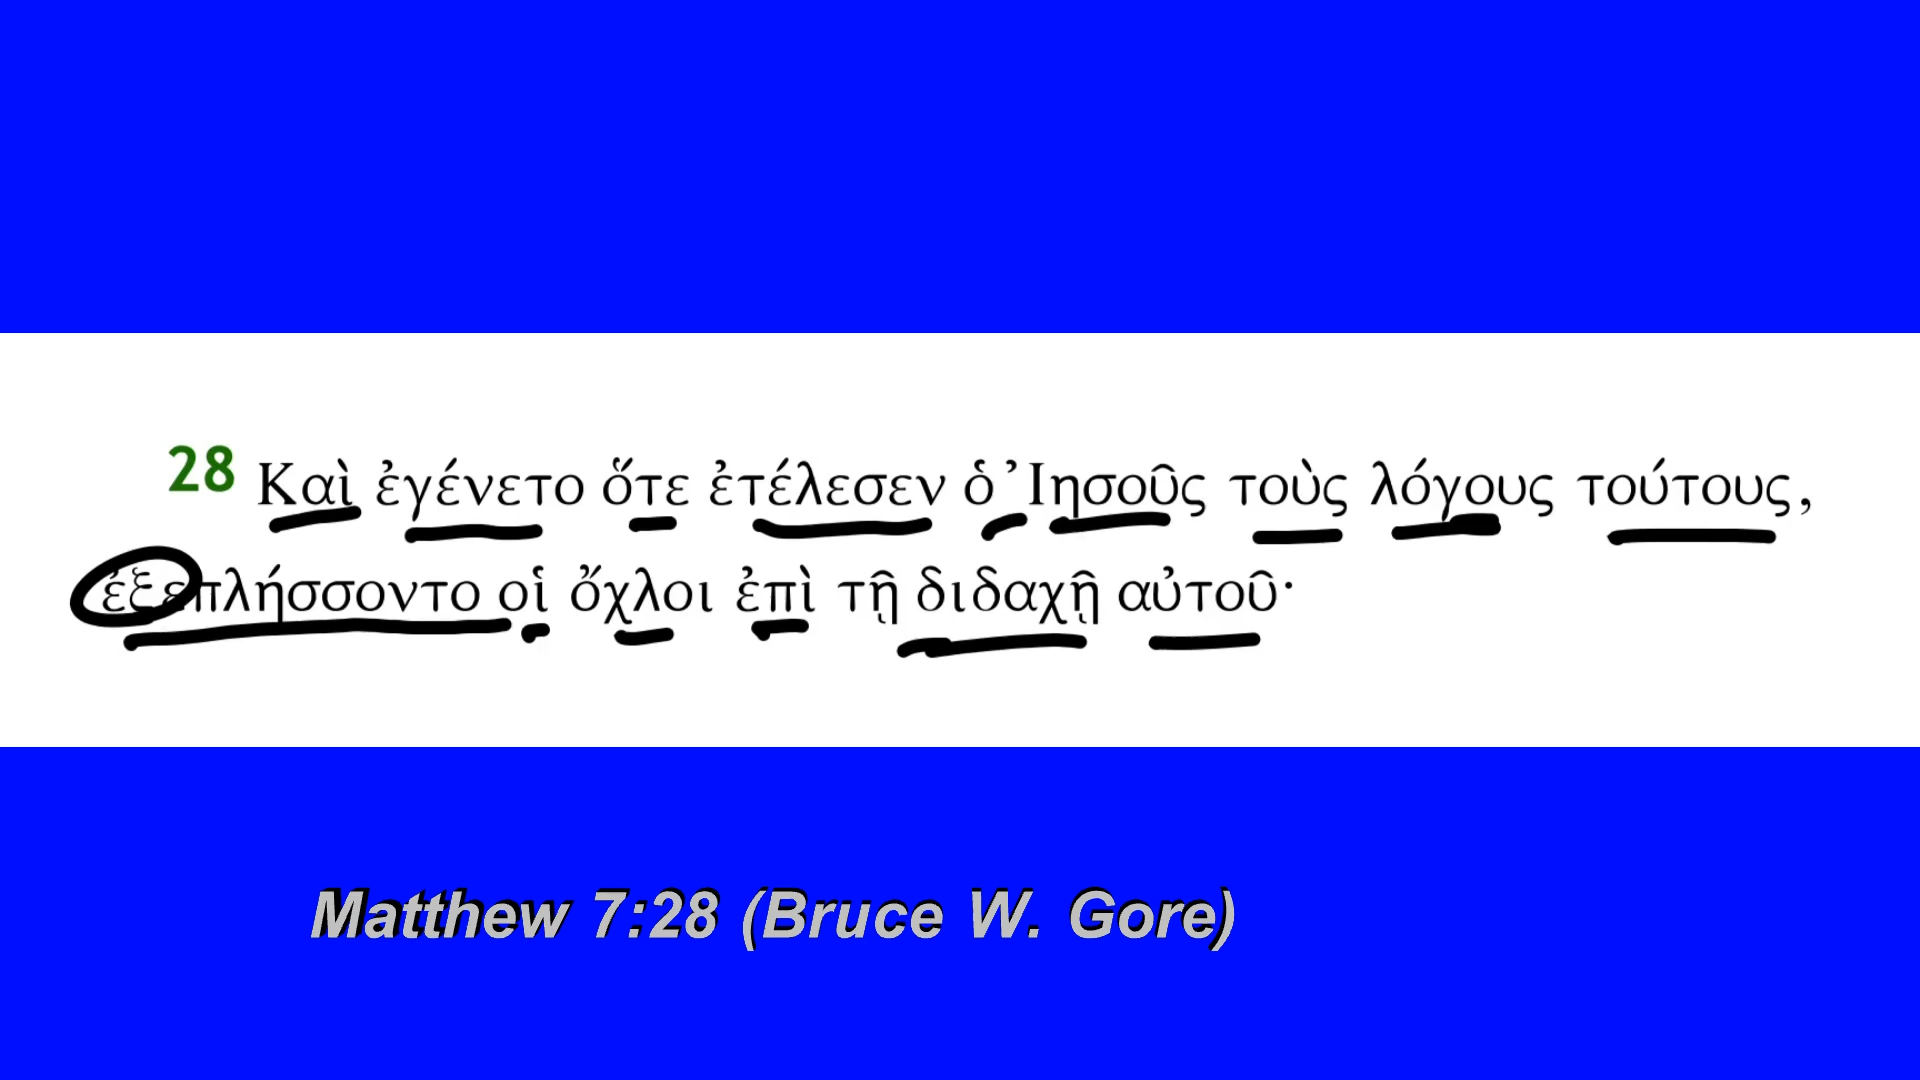 28 Καὶ ἐγένετο ὅτε ἐτέλεσεν ὁ ᾿Ιησοῦς τοὺς λόγους τούτους,
ἐξεπλήσσοντο οἱ ὄχλοι ἐπὶ τῇ διδαχῇ αὐτοῦ·
Matthew 7:28 (Bruce W. Gore)